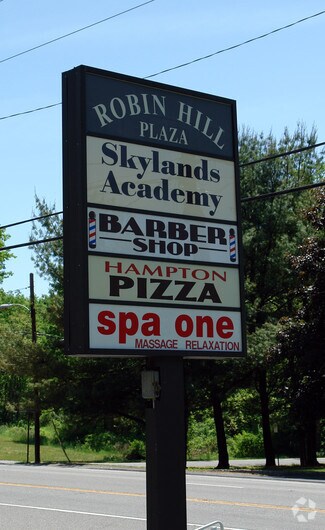 ROBIN HILL
PLAZA
Skylands
Academy
BARBER
SHOP
HAMPTON
PIZZA
spa one
MASSAGE RELAXATION